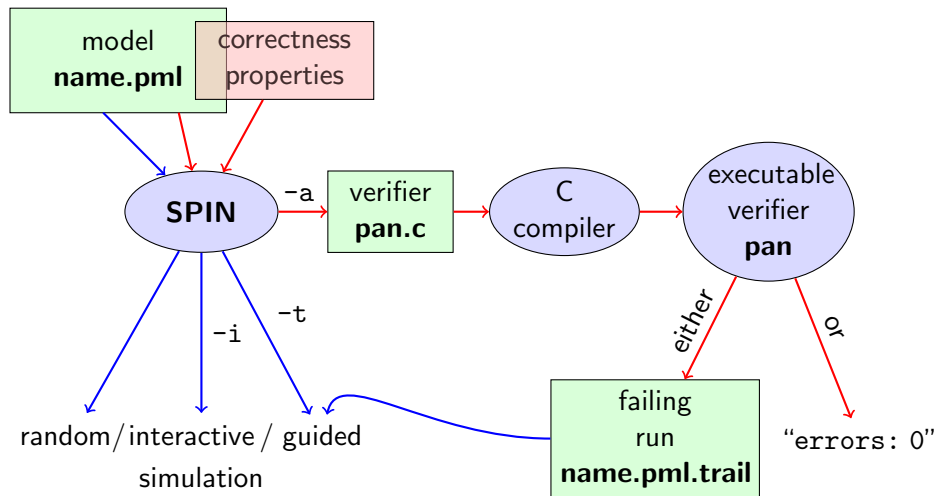 model
name.pml
correctness
properties
SPIN
-a
verifier
pan.c
C
compiler
executable
verifier
pan
-i
-t
either
or
failing
run
name.pml.trail
random/interactive / guided
simulation
“errors: 0”